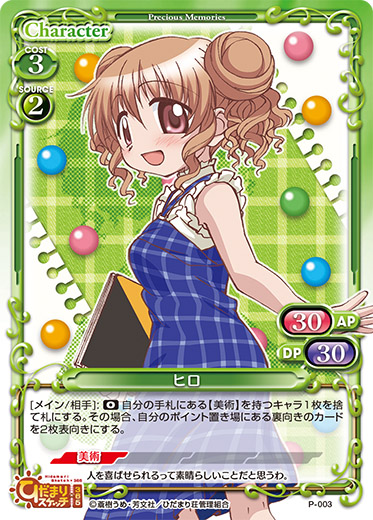 Precious Memories
Character
COST
3
SOURCE
2
30 AP
DP 30
ヒロ
[メイン/相手]: 自分の手札にある【美術】を持つキャラ1枚を捨
て札にする。その場合、自分のポイント置き場にある裏向きのカード
を2枚表向きにする。
美術
Hidamari Sketch×365
ひだまりスケッチ×365
人を喜ばせられるって素晴らしいことだと思うわ。
©蒼樹うめ・芳文社/ひだまり荘管理組合
P-003